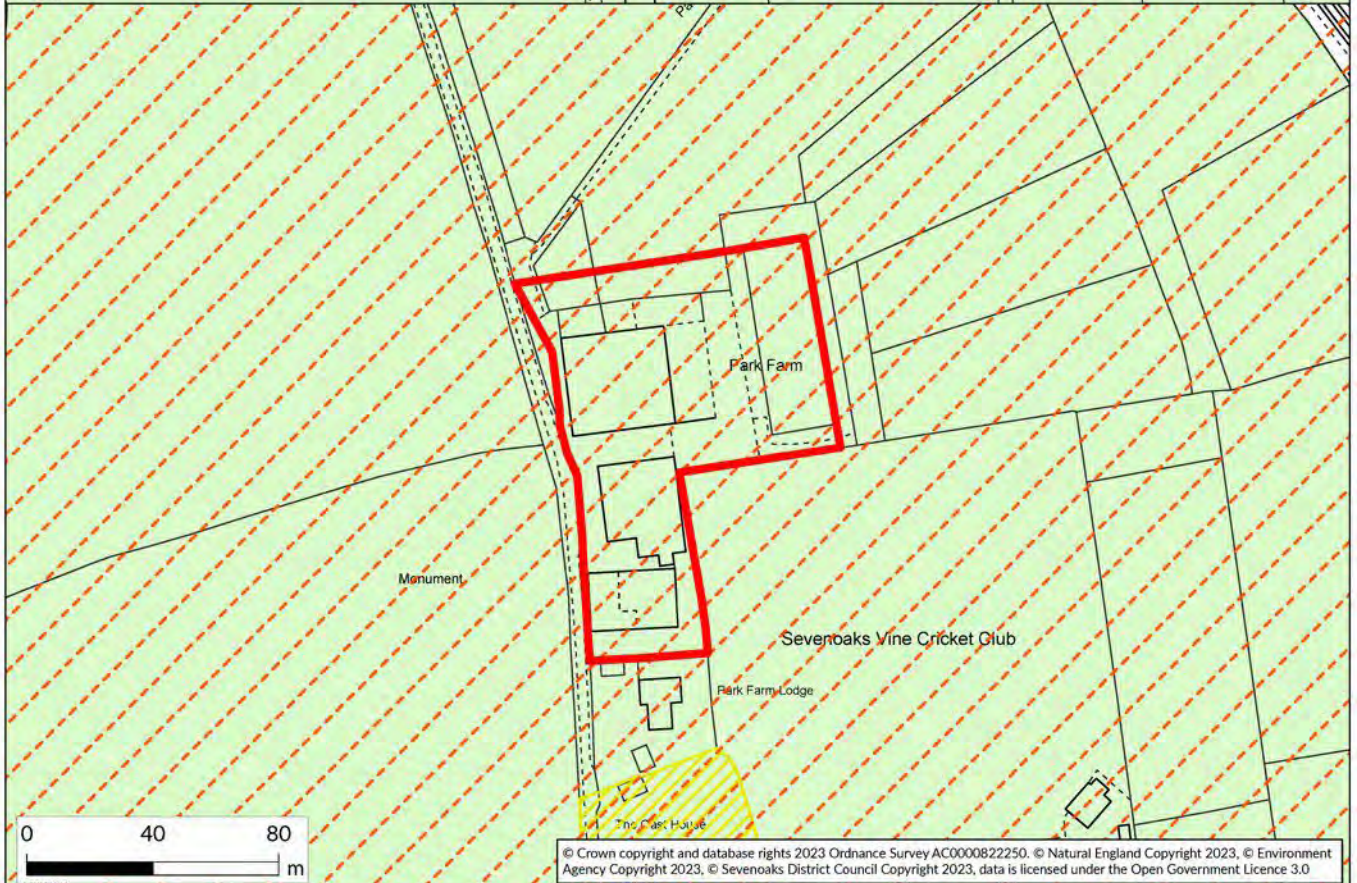 Pa
Park Farm
Monument
Sevenoaks Vine Cricket Club
Park Farm Lodge
The Oast House
0 40 80
m
© Crown copyright and database rights 2023 Ordnance Survey AC0000822250. © Natural England Copyright 2023, © Environment
Agency Copyright 2023, © Sevenoaks District Council Copyright 2023, data is licensed under the Open Government Licence 3.0